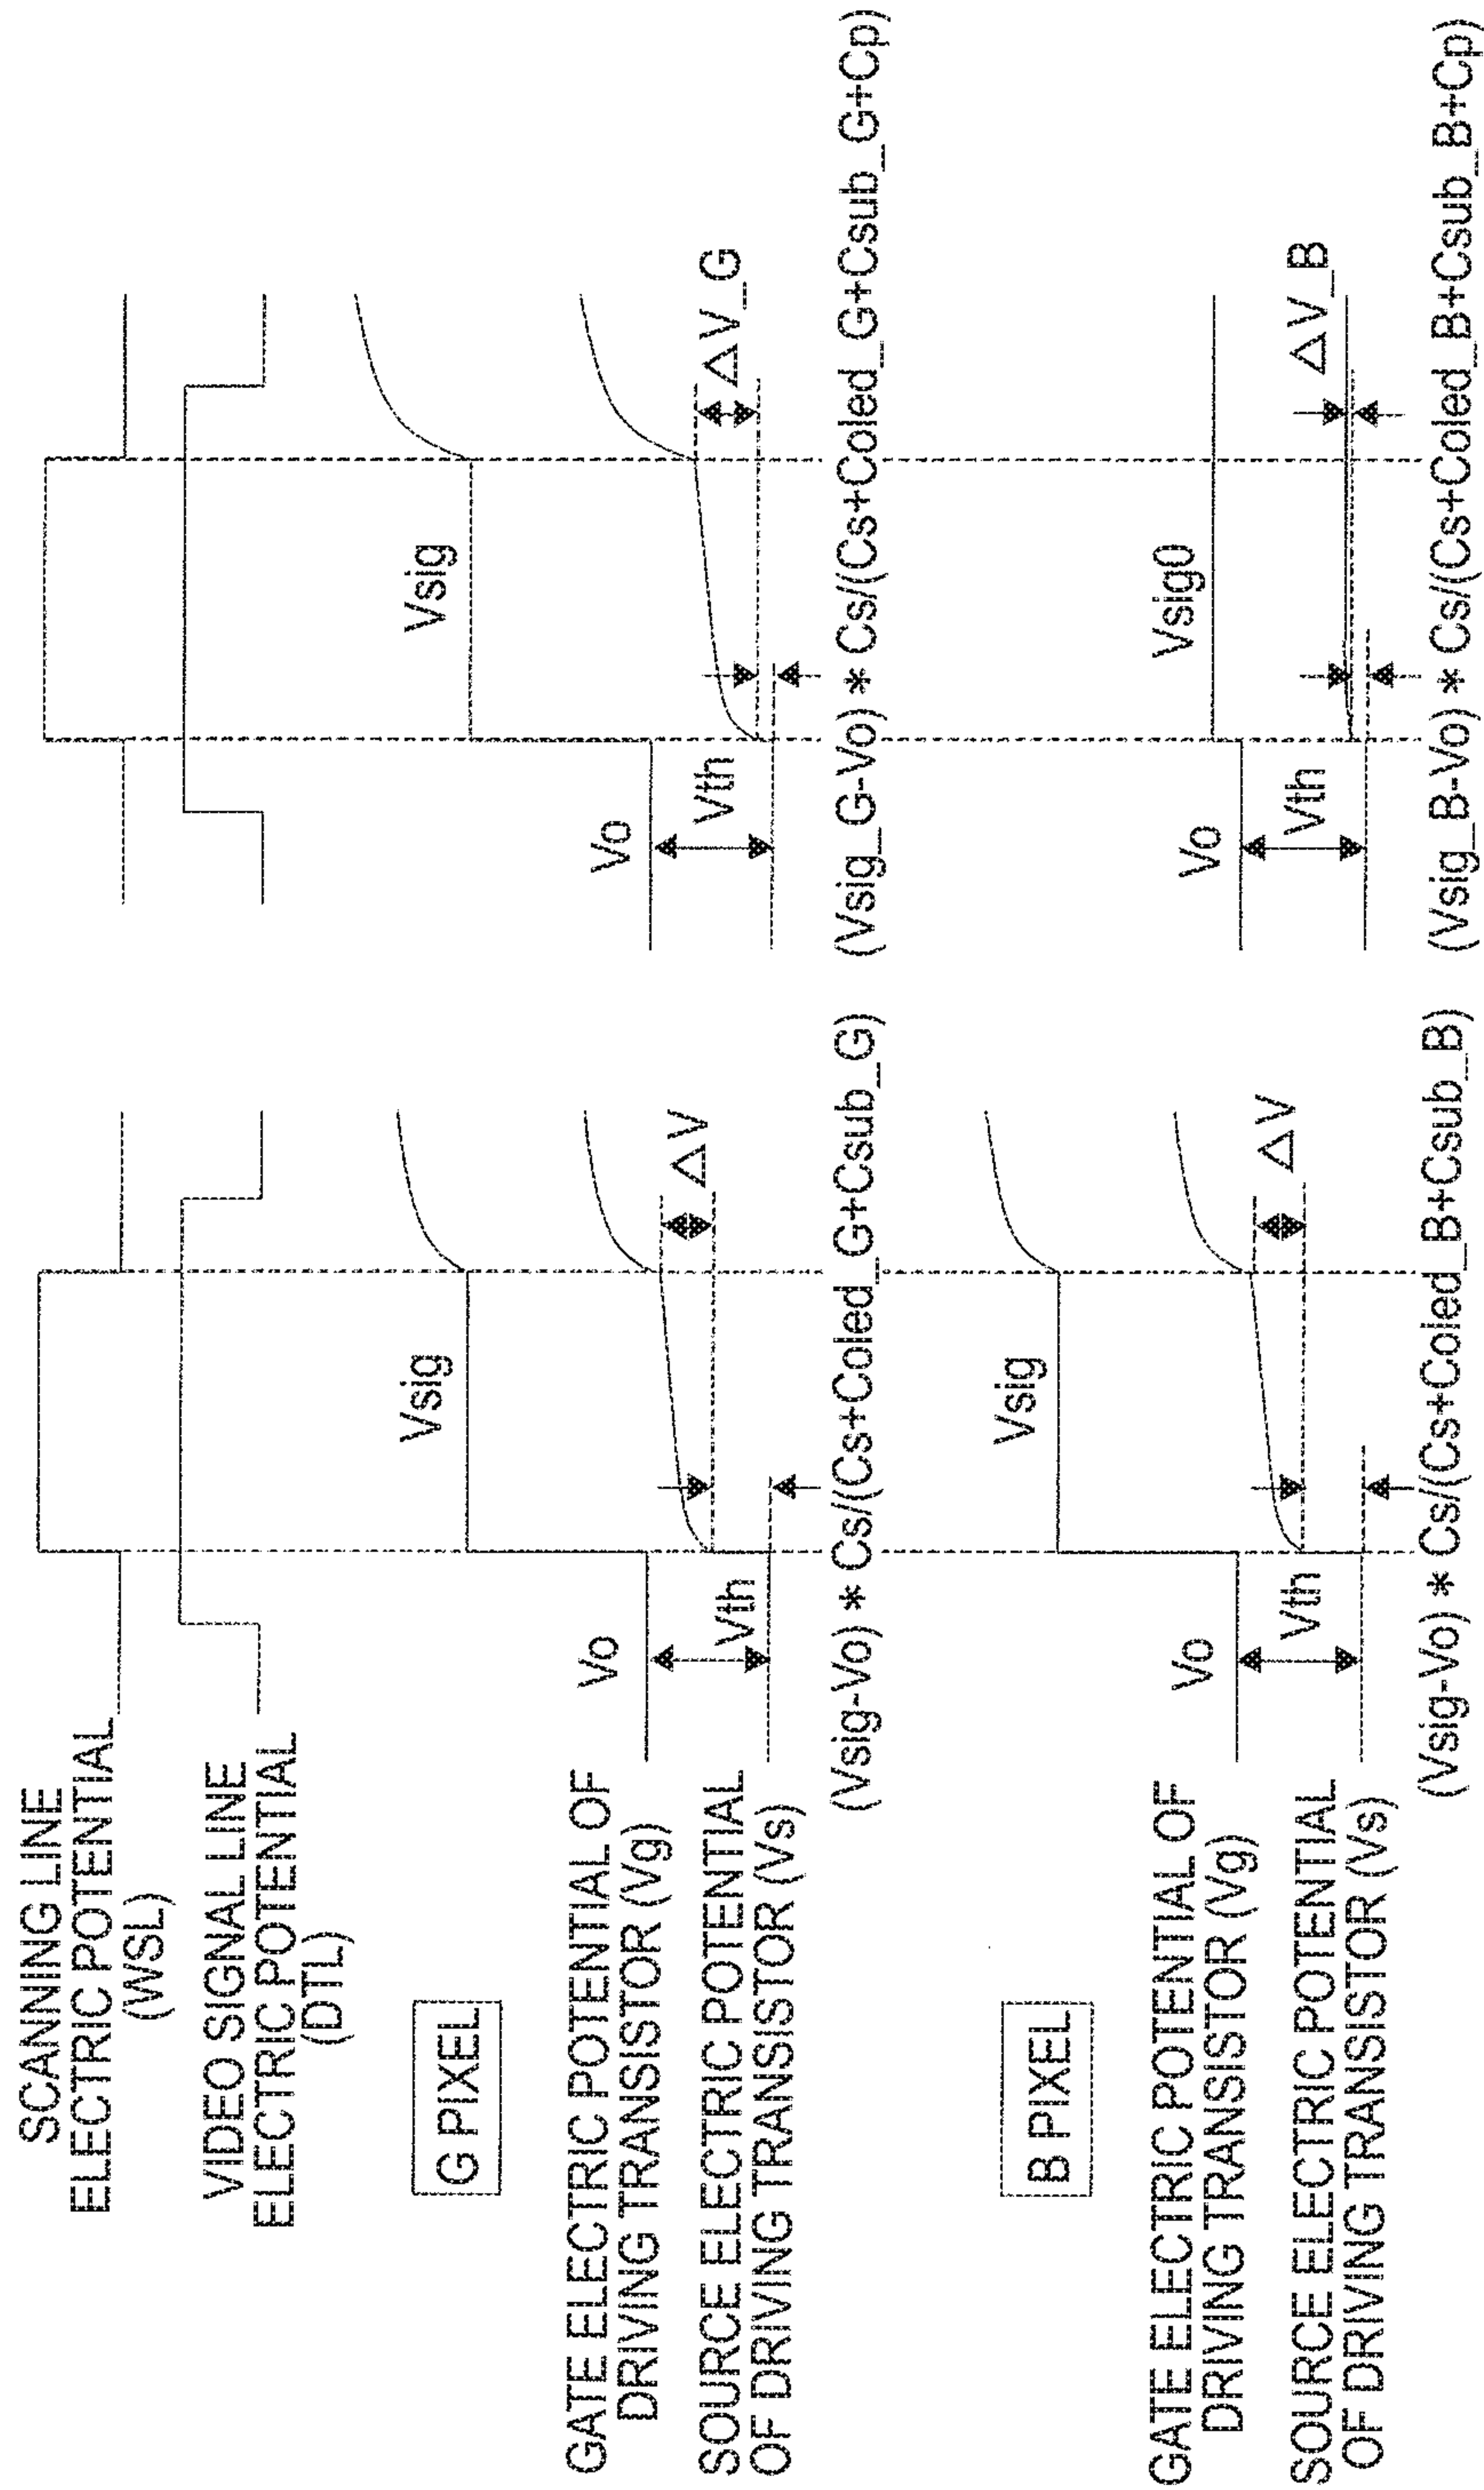 SCANNING LINE
ELECTRIC POTENTIAL
(WSL)
VIDEO SIGNAL LINE
ELECTRIC POTENTIAL
(DTL)
G PIXEL
Vsig
Vsig
GATE ELECTRIC POTENTIAL OF
DRIVING TRANSISTOR (Vg)
Vo
Vo
SOURCE ELECTRIC POTENTIAL
OF DRIVING TRANSISTOR (Vs)
Vth
ΔV
Vth
ΔV_G
(Vsig-Vo) * Cs/(Cs+Coled_G+Csub_G)
(Vsig_G-Vo) * Cs/(Cs+Coled_G+Csub_G+Cp)
B PIXEL
Vsig
Vsig0
GATE ELECTRIC POTENTIAL OF
DRIVING TRANSISTOR (Vg)
Vo
Vo
SOURCE ELECTRIC POTENTIAL
OF DRIVING TRANSISTOR (Vs)
Vth
ΔV
Vth
ΔV_B
(Vsig-Vo) * Cs/(Cs+Coled_B+Csub_B)
(Vsig_B-Vo) * Cs/(Cs+Coled_B+Csub_B+Cp)